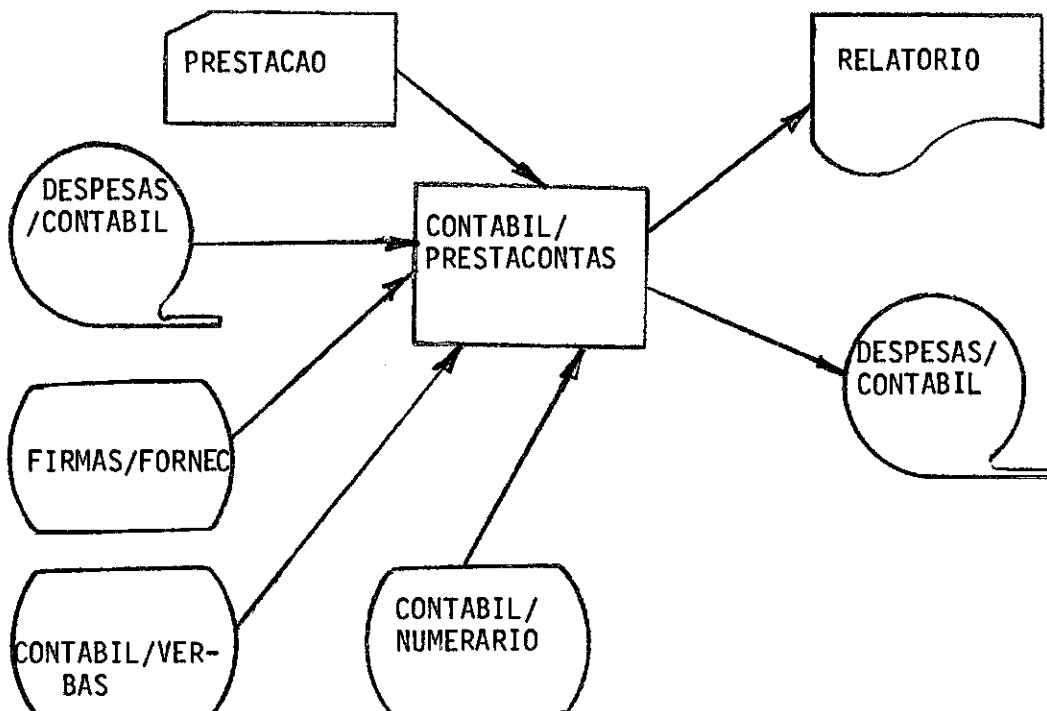 PRESTACAO
RELATORIO
DESPESAS
/CONTABIL
CONTABIL/
PRESTACONTAS
DESPESAS/
CONTABIL
FIRMAS/FORNEC
CONTABIL/VER-
BAS
CONTABIL/
NUMERARIO